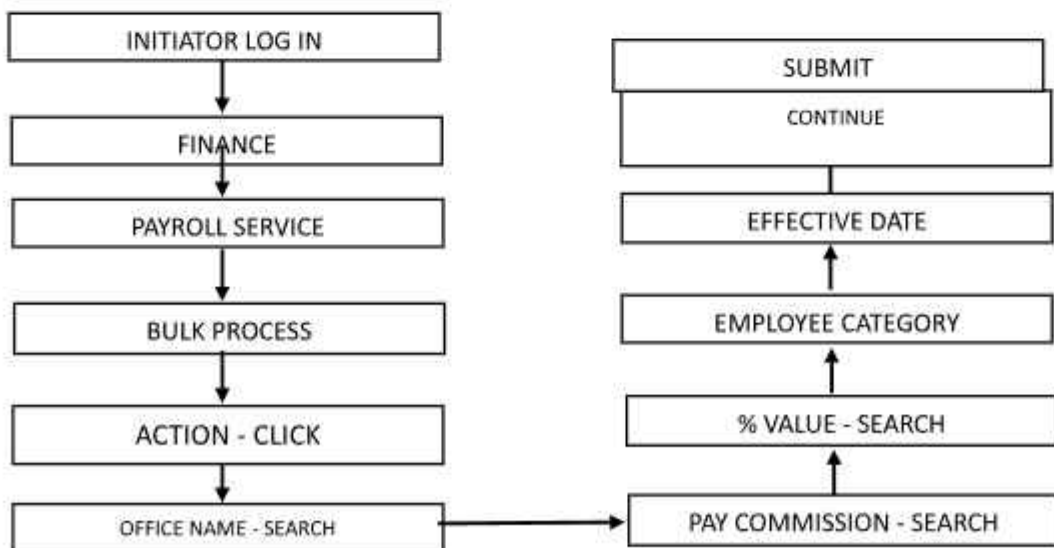 INITIATOR LOG IN
FINANCE
PAYROLL SERVICE
BULK PROCESS
ACTION - CLICK
OFFICE NAME - SEARCH
PAY COMMISSION - SEARCH
% VALUE - SEARCH
EMPLOYEE CATEGORY
EFFECTIVE DATE
CONTINUE
SUBMIT